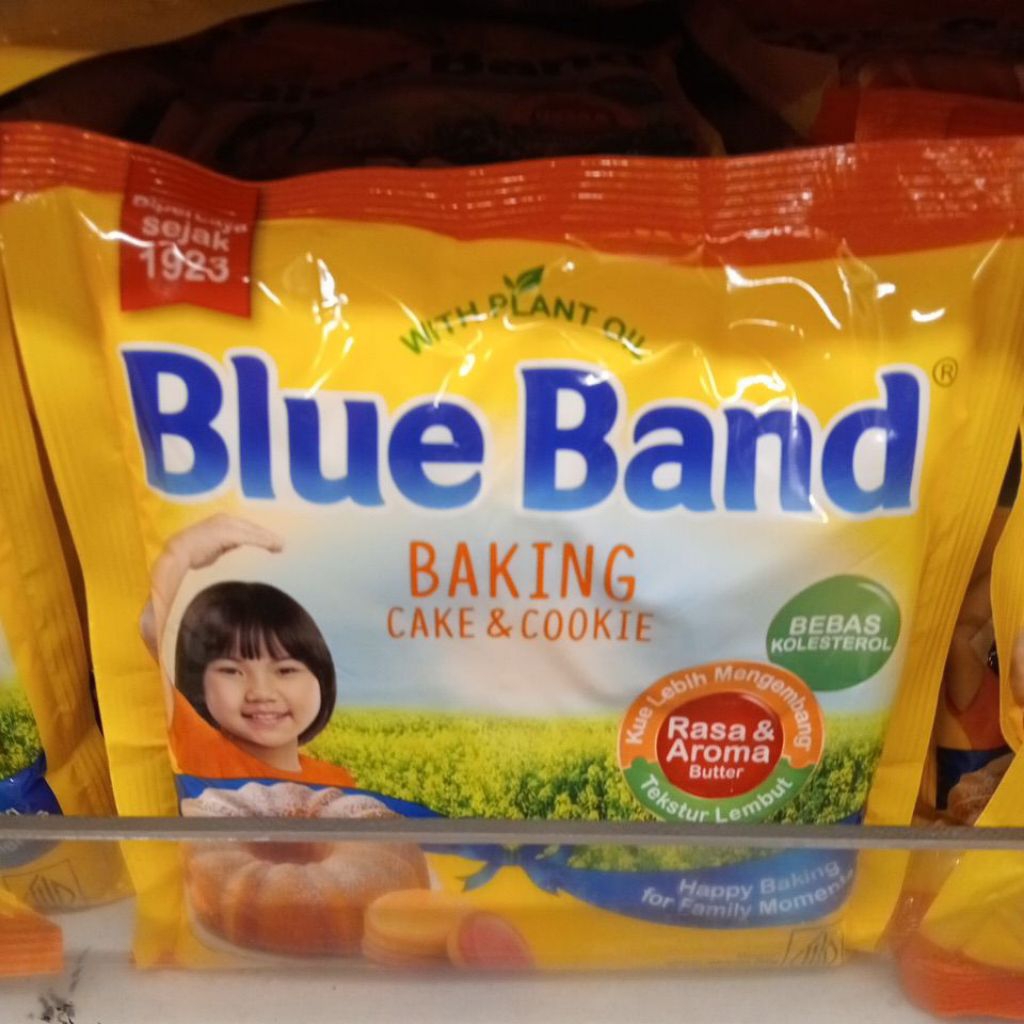 Dipercaya
sejak
1923
WITH PLANT OIL
Blue Band®
BAKING
CAKE & COOKIE
BEBAS
KOLESTEROL
Kue Lebih Mengembang
Rasa &
Aroma
Butter
Tekstur Lembut
Happy Baking
for Family Moments